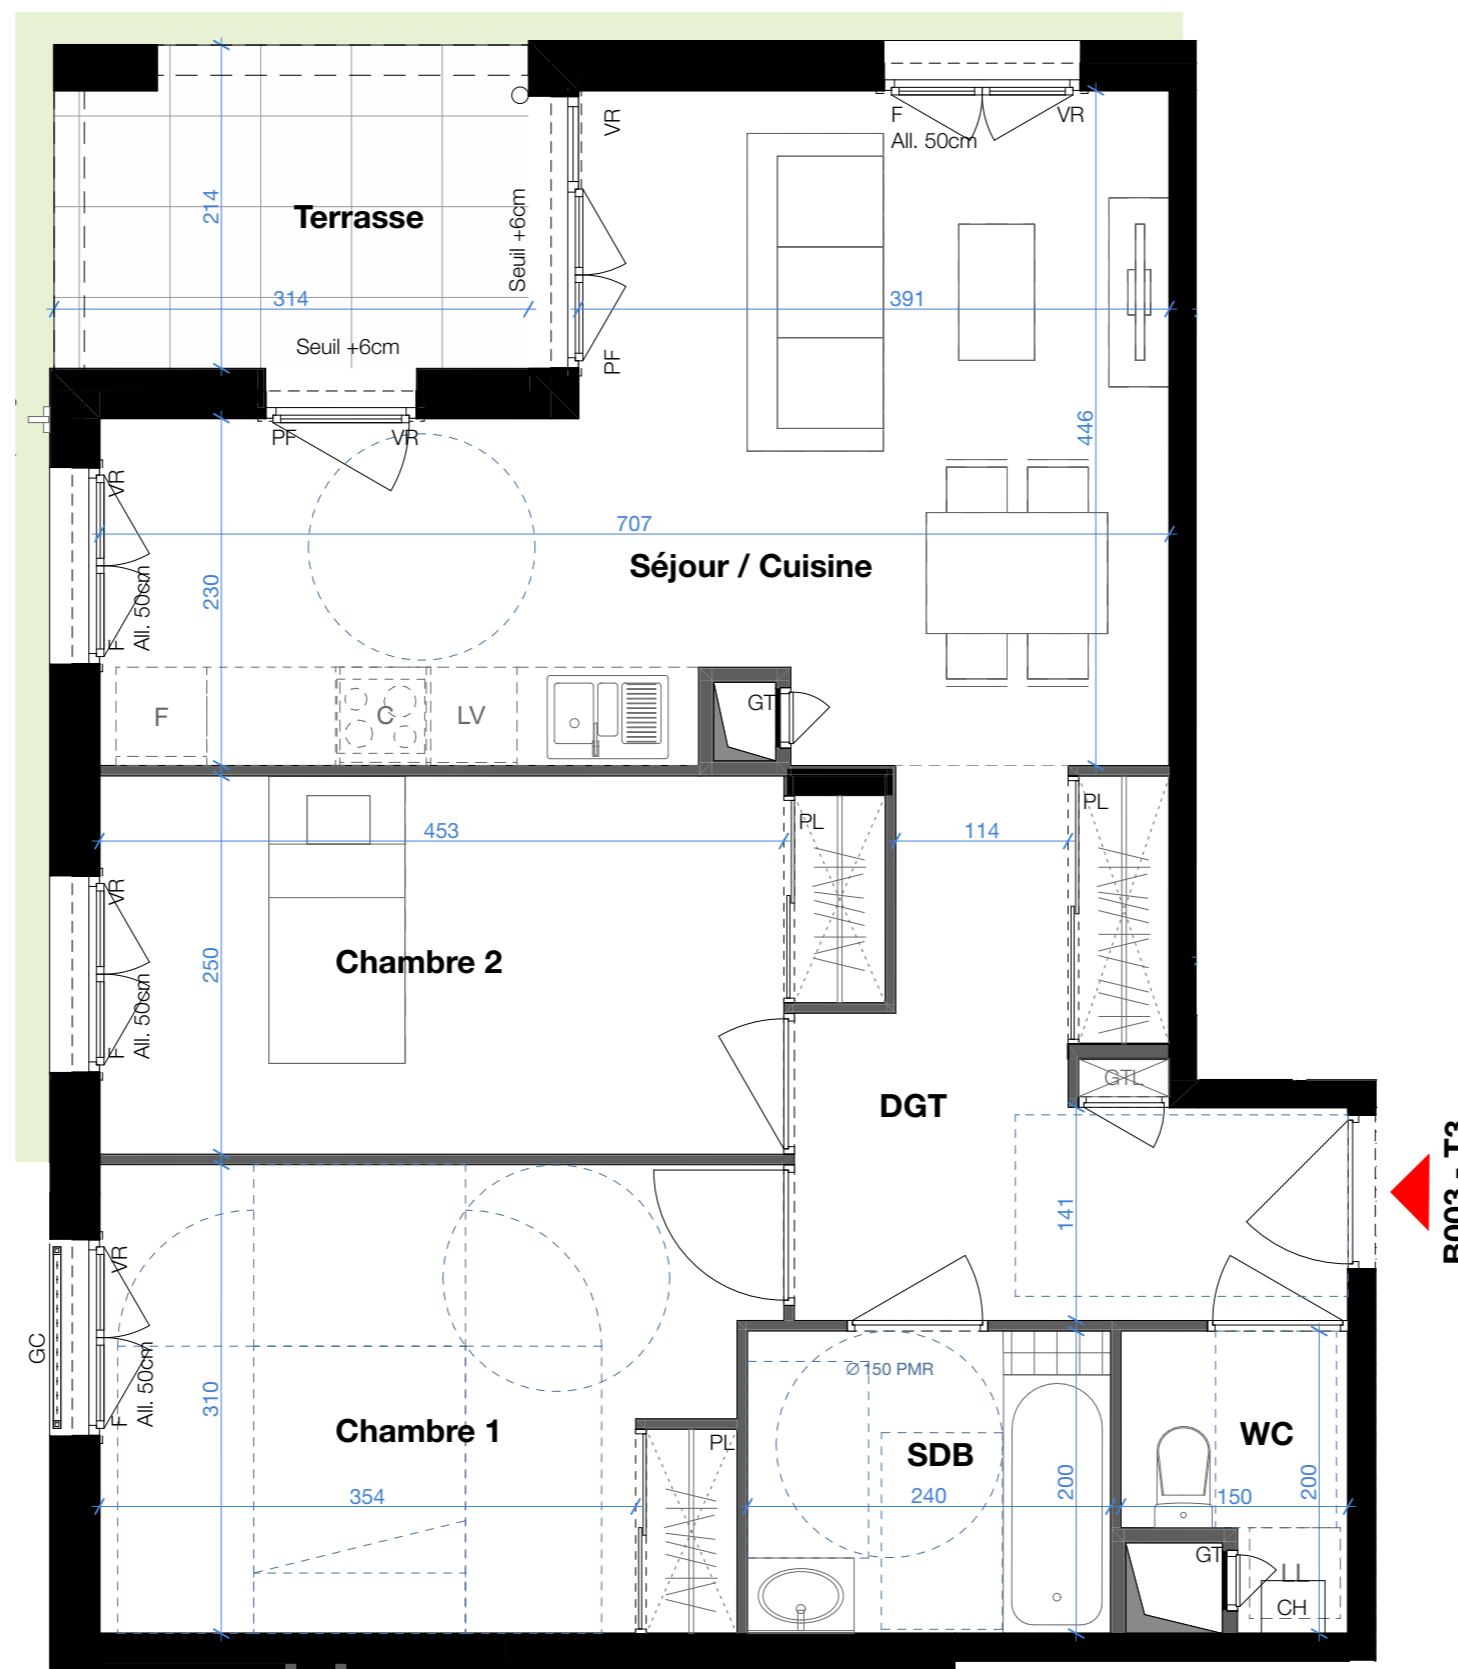 F
VR
All. 50cm
VR
214
Terrasse
Seuil +6cm
314
391
Seuil +6cm
PF
446
PF
VR
VR
707
Séjour / Cuisine
230
All. 50cm
F
F
C
LV
GT
PL
PL
453
114
VR
250
Chambre 2
All. 50cm
F
GTL
DGT
B003 - T3
141
VR
GC
Ø 150 PMR
All. 50cm
F
310
Chambre 1
PL
SDB
WC
354
240
200
150
200
GT
LL
CH